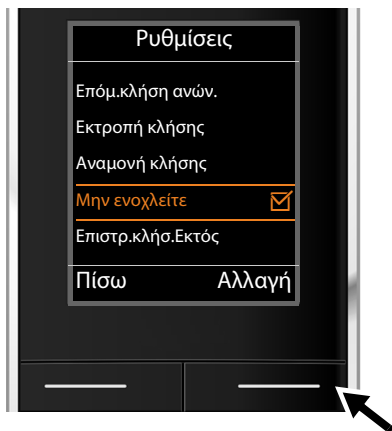 Ρυθμίσεις
Επόμ.κλήση ανών.
Εκτροπή κλήσης
Αναμονή κλήσης
Μην ενοχλείτε
Επιστρ.κλήσ.Εκτός
Πίσω Αλλαγή